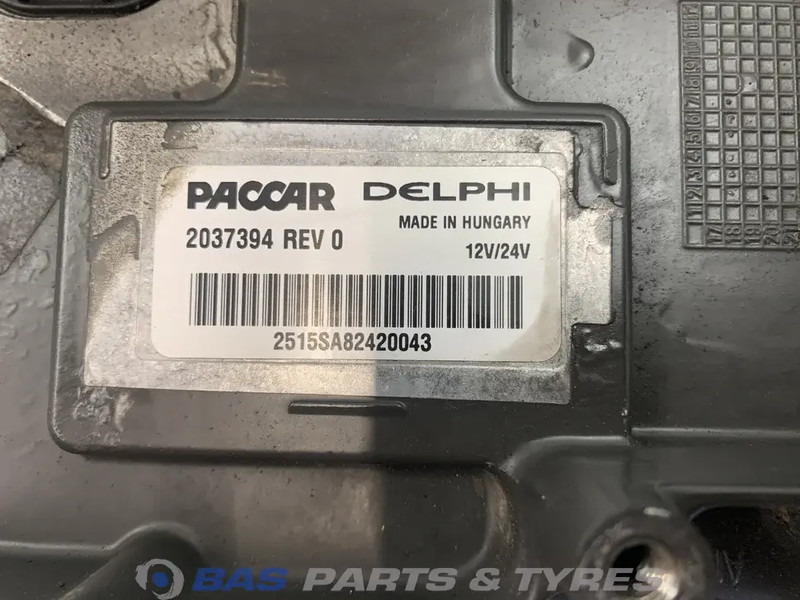 PACCAR DELPHI
MADE IN HUNGARY
2037394 REV 0
12V/24V
2515SA82420043
BAS PARTS & TYRES